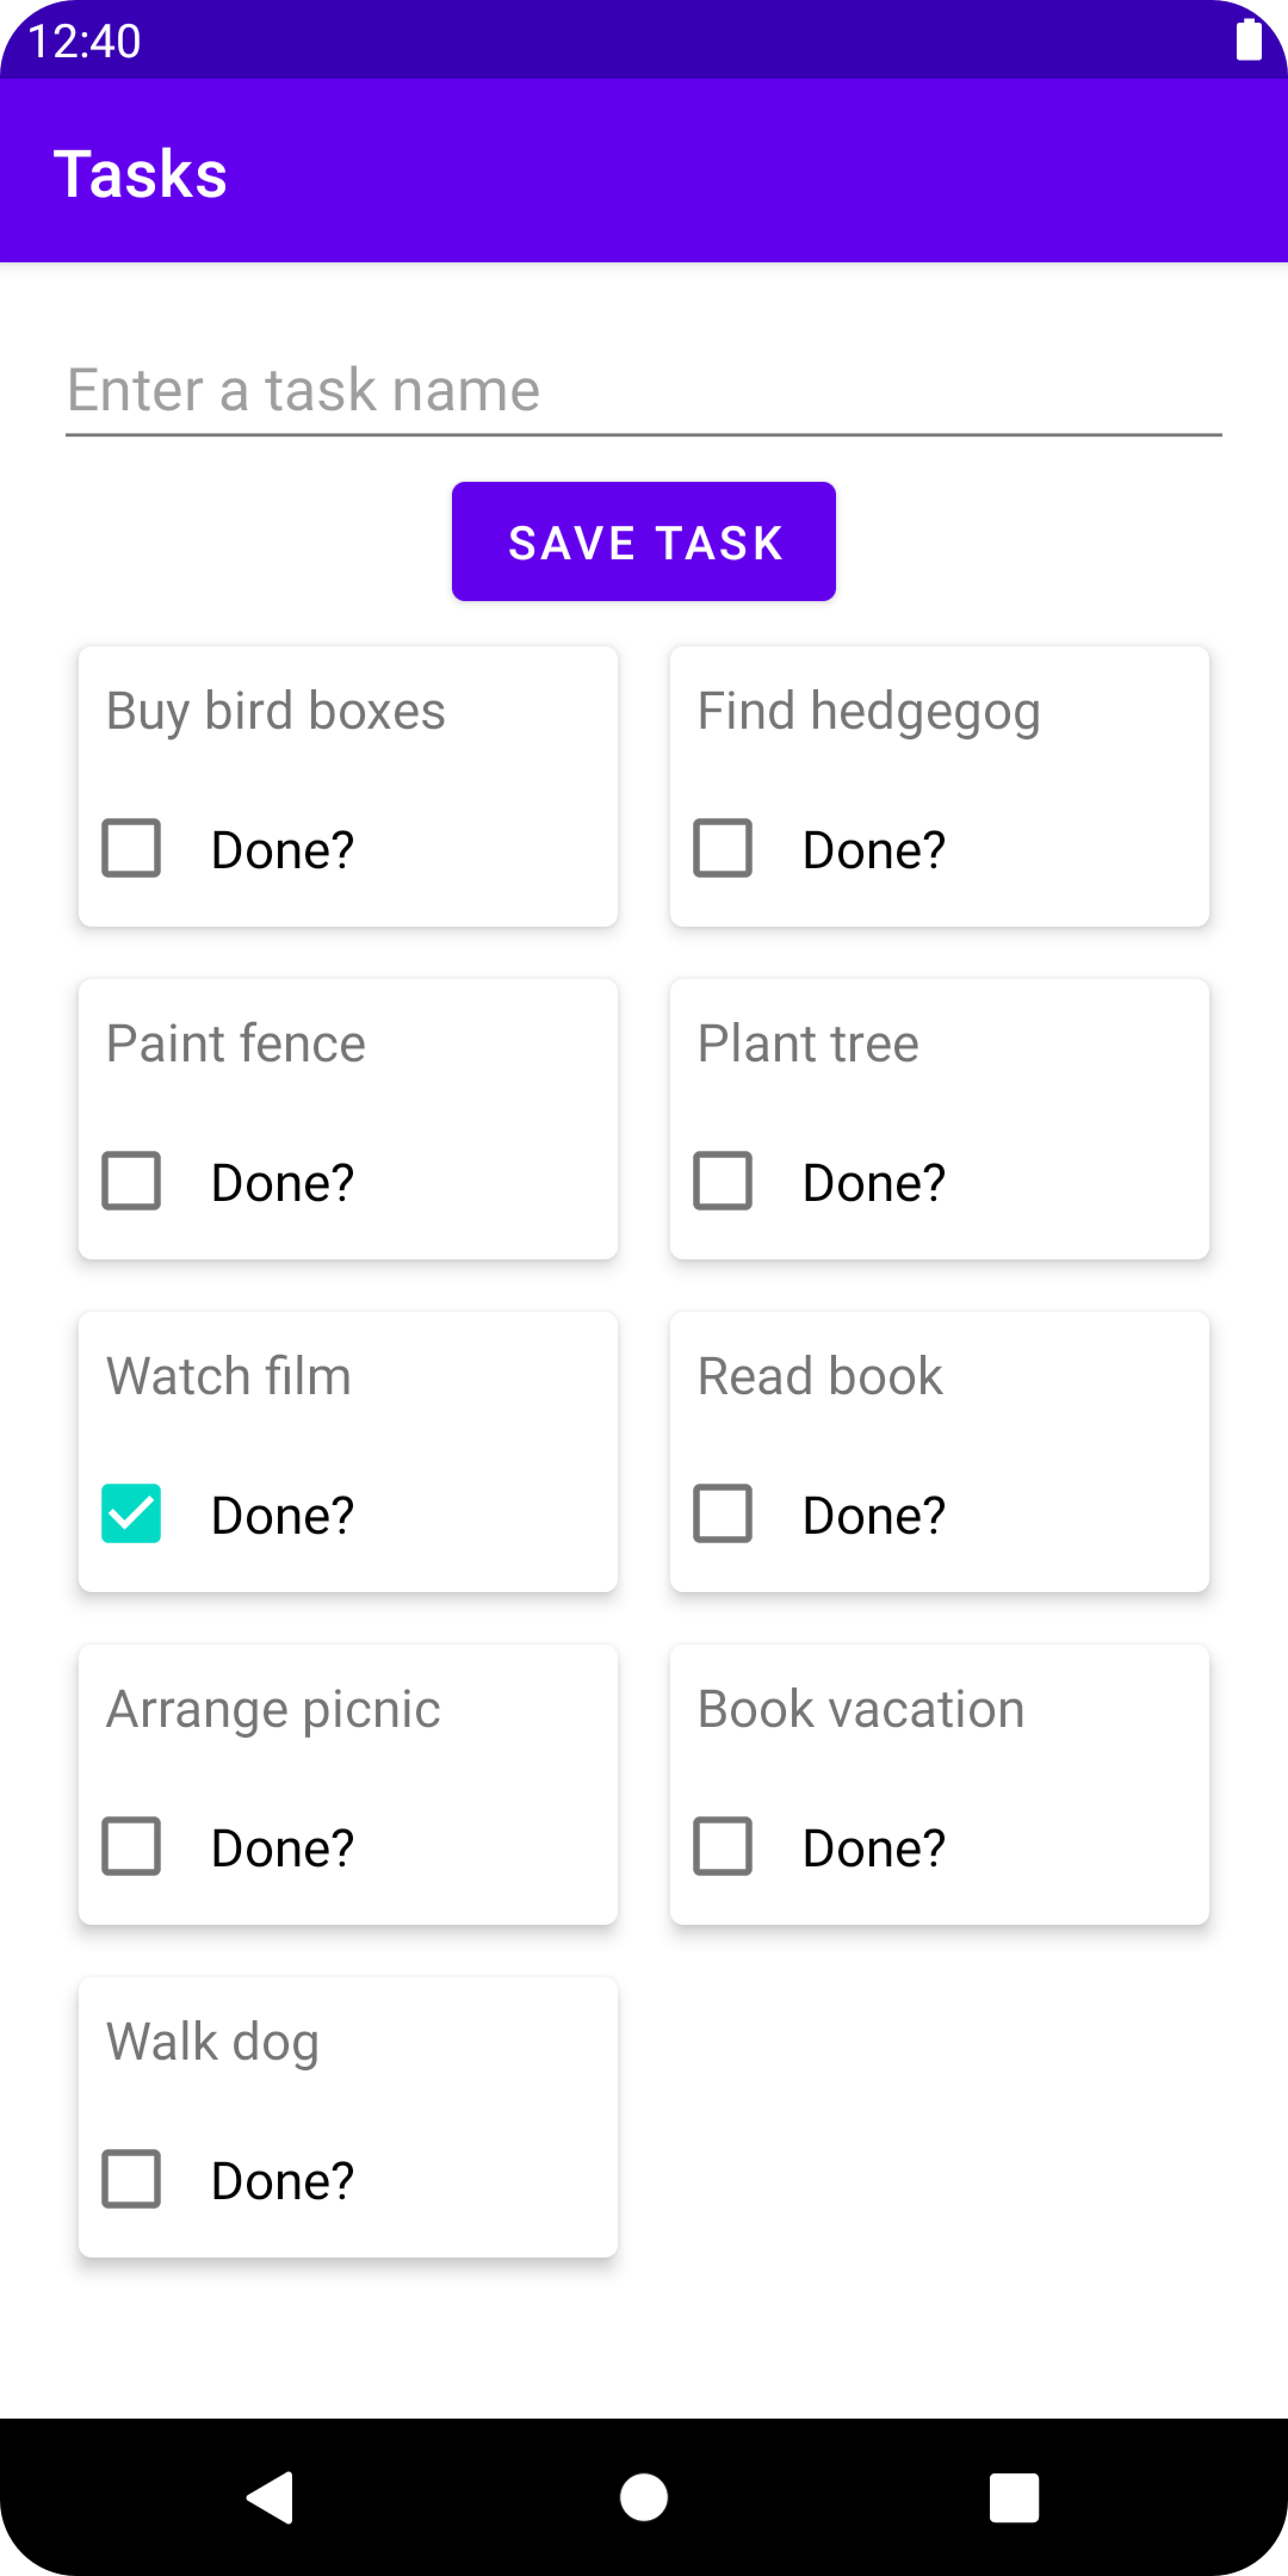 12:40
Tasks
Enter a task name
SAVE TASK
Buy bird boxes
Done?
Find hedgegog
Done?
Paint fence
Done?
Plant tree
Done?
Watch film
Done?
Read book
Done?
Arrange picnic
Done?
Book vacation
Done?
Walk dog
Done?